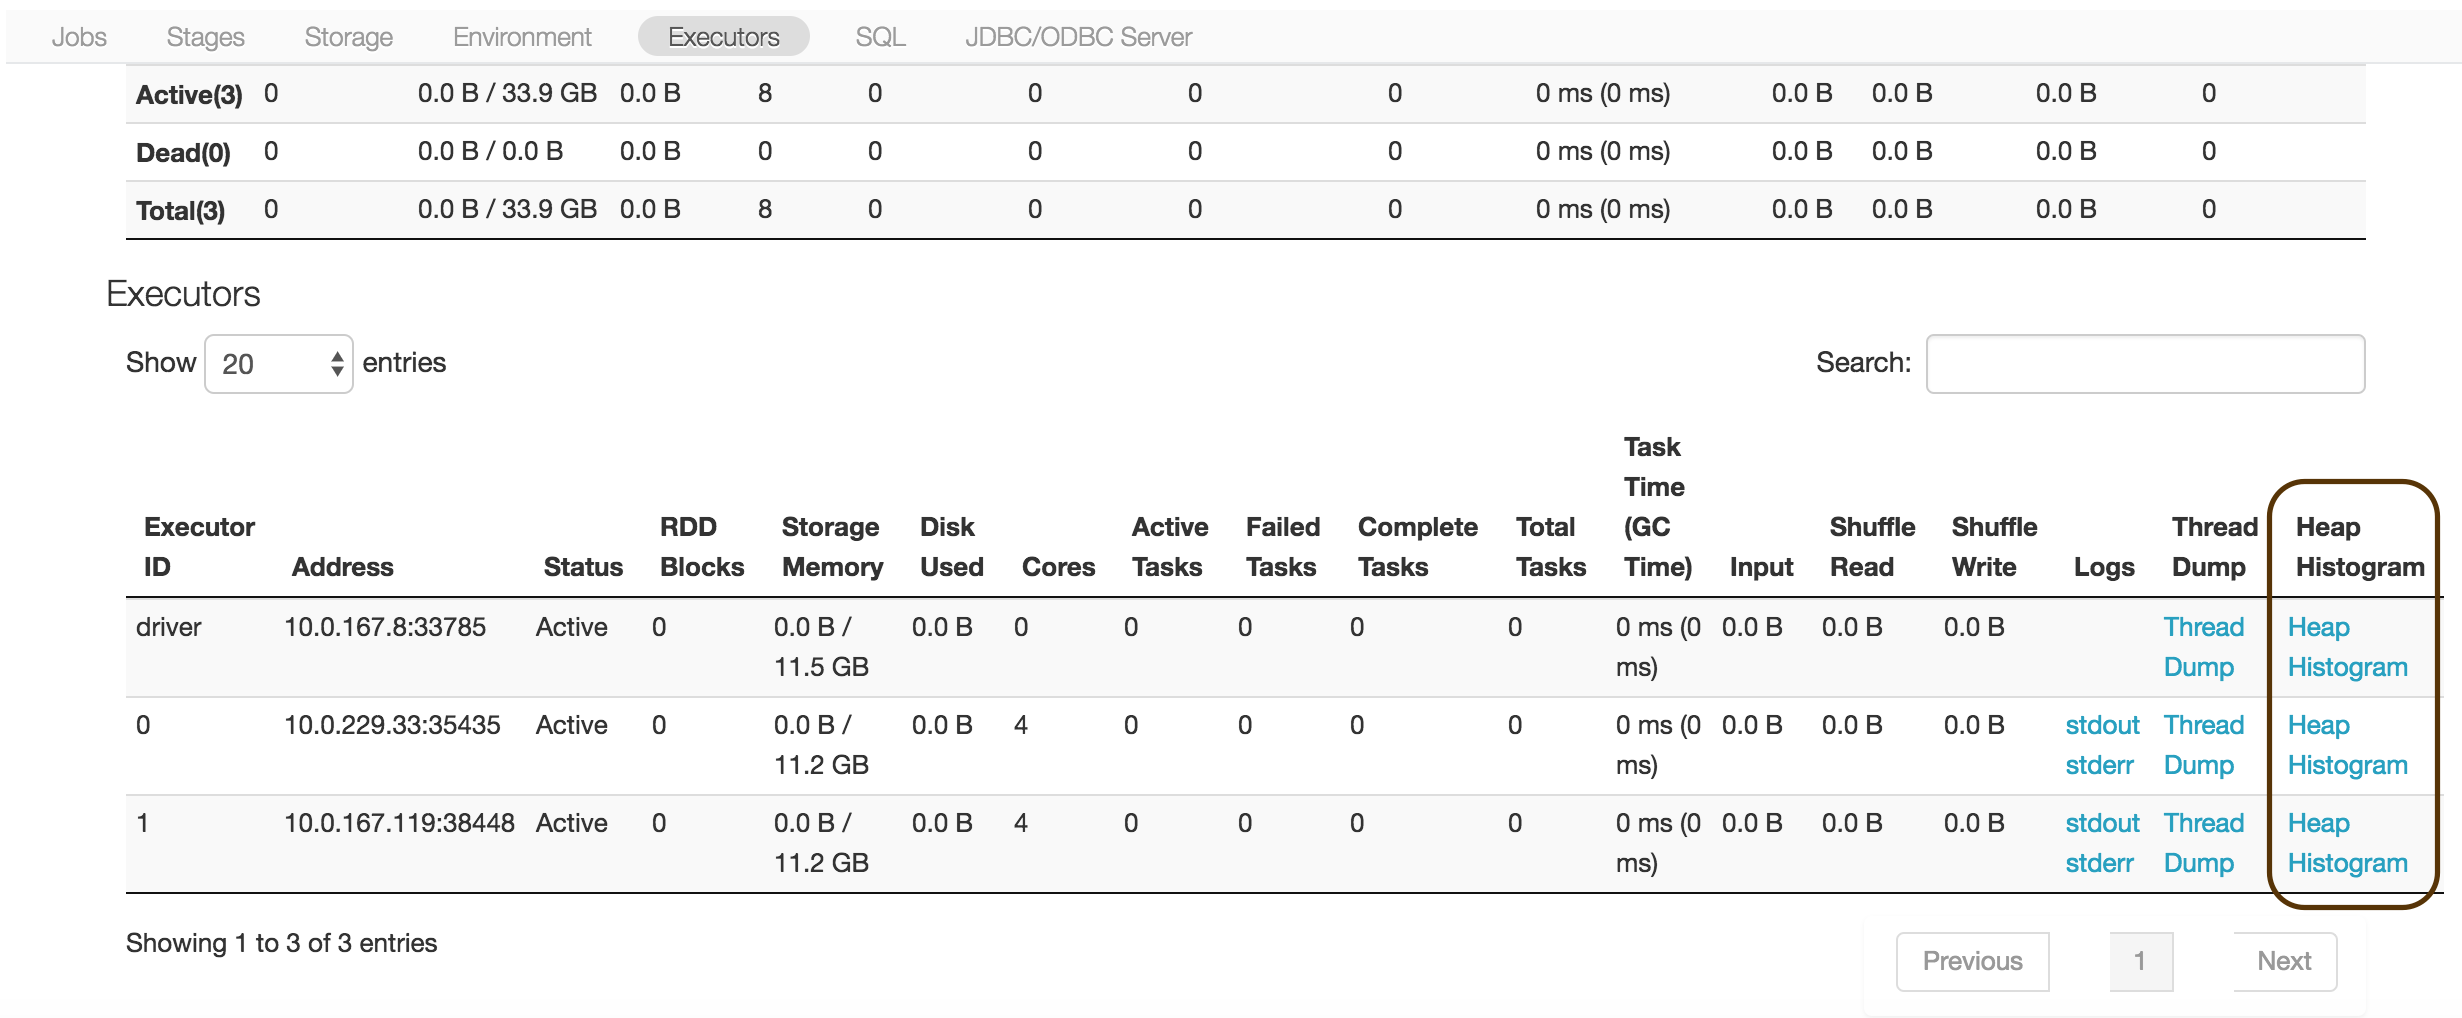 Jobs Stages Storage Environment Executors SQL JDBC/ODBC Server
Active(3) 0 0.0 B / 33.9 GB 0.0 B 8 0 0 0 0 0 ms (0 ms) 0.0 B 0.0 B 0.0 B 0
Dead(0) 0 0.0 B / 0.0 B 0.0 B 0 0 0 0 0 0 ms (0 ms) 0.0 B 0.0 B 0.0 B 0
Total(3) 0 0.0 B / 33.9 GB 0.0 B 8 0 0 0 0 0 ms (0 ms) 0.0 B 0.0 B 0.0 B 0
Executors
Show 20 entries Search:
Task
Time
Executor RDD Storage Disk Active Failed Complete Total (GC Shuffle Shuffle Thread Heap
ID Address Status Blocks Memory Used Cores Tasks Tasks Tasks Tasks Time) Input Read Write Logs Dump Histogram
driver 10.0.167.8:33785 Active 0 0.0 B / 0.0 B 0 0 0 0 0 0 ms (0 0.0 B 0.0 B 0.0 B Thread Heap
11.5 GB ms) Dump Histogram
0 10.0.229.33:35435 Active 0 0.0 B / 0.0 B 4 0 0 0 0 0 ms (0 0.0 B 0.0 B 0.0 B stdout Thread Heap
11.2 GB ms) stderr Dump Histogram
1 10.0.167.119:38448 Active 0 0.0 B / 0.0 B 4 0 0 0 0 0 ms (0 0.0 B 0.0 B 0.0 B stdout Thread Heap
11.2 GB ms) stderr Dump Histogram
Showing 1 to 3 of 3 entries
Previous 1 Next